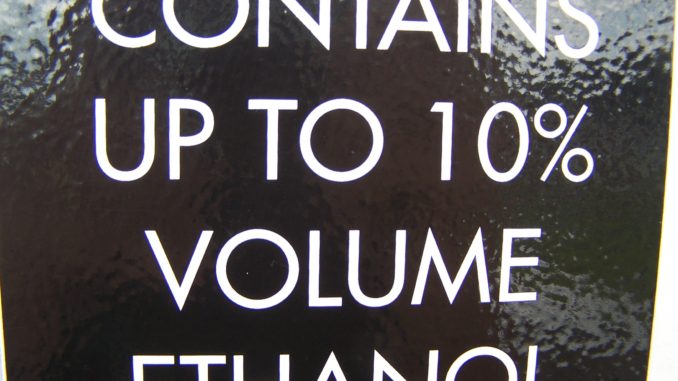 CONTAINS
UP TO 10%
VOLUME
ETHANOL